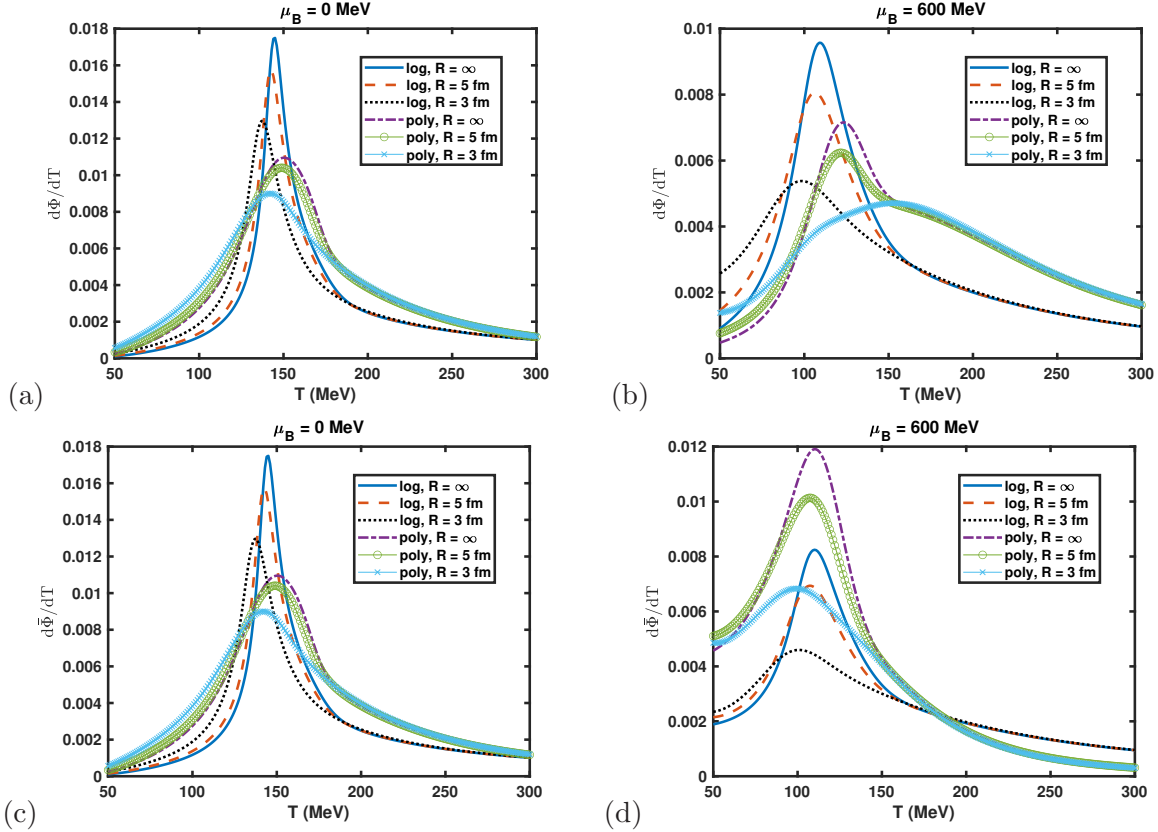 μB = 0 MeV
0.018
0.016
0.014
0.012
0.01
0.008
0.006
0.004
0.002
0
dΦ/dT
log, R = ∞
log, R = 5 fm
log, R = 3 fm
poly, R = ∞
poly, R = 5 fm
poly, R = 3 fm
50 100 150 200 250 300
T (MeV)
(a)
μB = 600 MeV
0.01
0.008
0.006
0.004
0.002
0
dΦ/dT
log, R = ∞
log, R = 5 fm
log, R = 3 fm
poly, R = ∞
poly, R = 5 fm
poly, R = 3 fm
50 100 150 200 250 300
T (MeV)
(b)
μB = 0 MeV
0.018
0.016
0.014
0.012
0.01
0.008
0.006
0.004
0.002
0
dΦ̄/dT
log, R = ∞
log, R = 5 fm
log, R = 3 fm
poly, R = ∞
poly, R = 5 fm
poly, R = 3 fm
50 100 150 200 250 300
T (MeV)
(c)
μB = 600 MeV
0.012
0.01
0.008
0.006
0.004
0.002
0
dΦ̄/dT
log, R = ∞
log, R = 5 fm
log, R = 3 fm
poly, R = ∞
poly, R = 5 fm
poly, R = 3 fm
50 100 150 200 250 300
T (MeV)
(d)